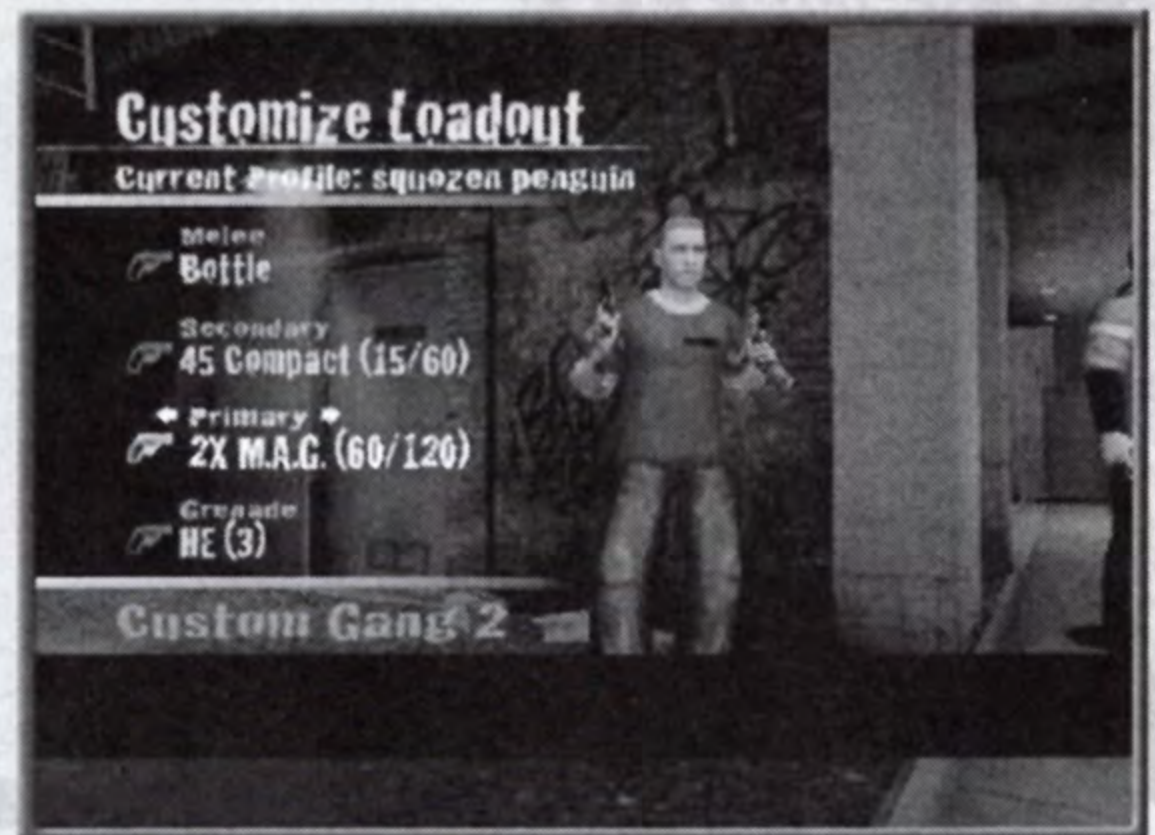 Customize Loadout
Current Profile: squozen penguin
Melee
Bottle
Secondary
45 Compact (15/60)
Primary
2X M.A.G. (60/120)
Grenade
HE (3)
Custom Gang 2